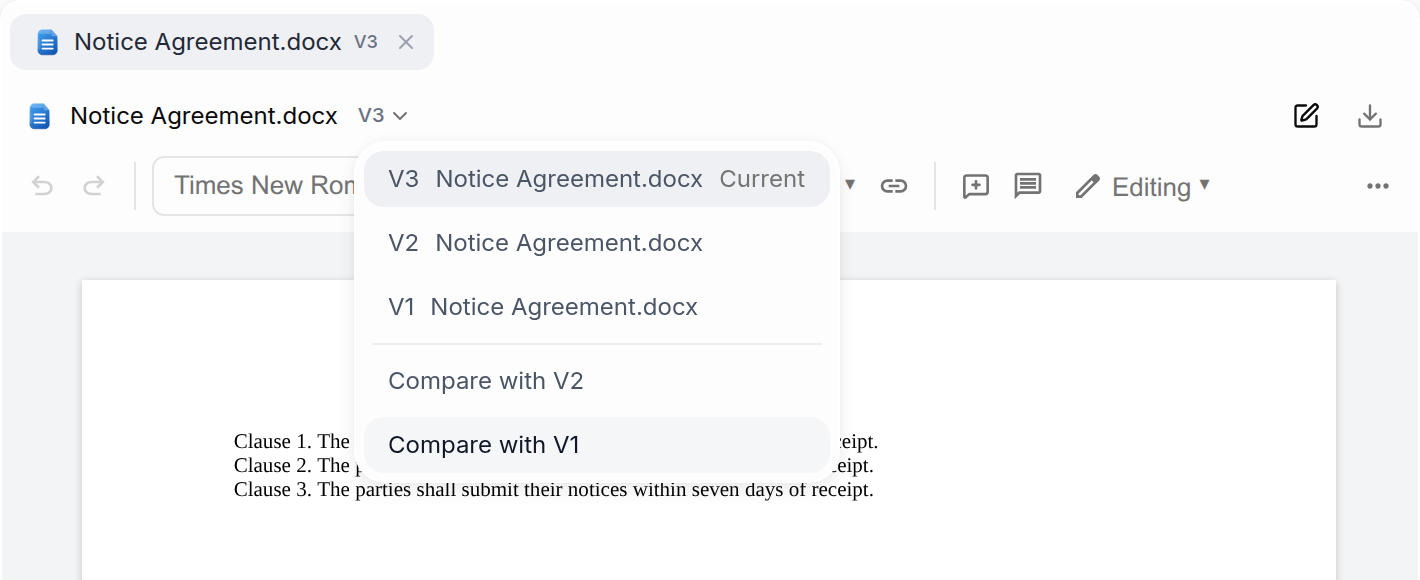 Notice Agreement.docx V3
Notice Agreement.docx V3
Times New Ron
Editing
V3 Notice Agreement.docx Current
V2 Notice Agreement.docx
V1 Notice Agreement.docx
Compare with V2
Compare with V1
Clause 1. The ceipt.
Clause 2. The ceipt.
Clause 3. The parties shall submit their notices within seven days of receipt.